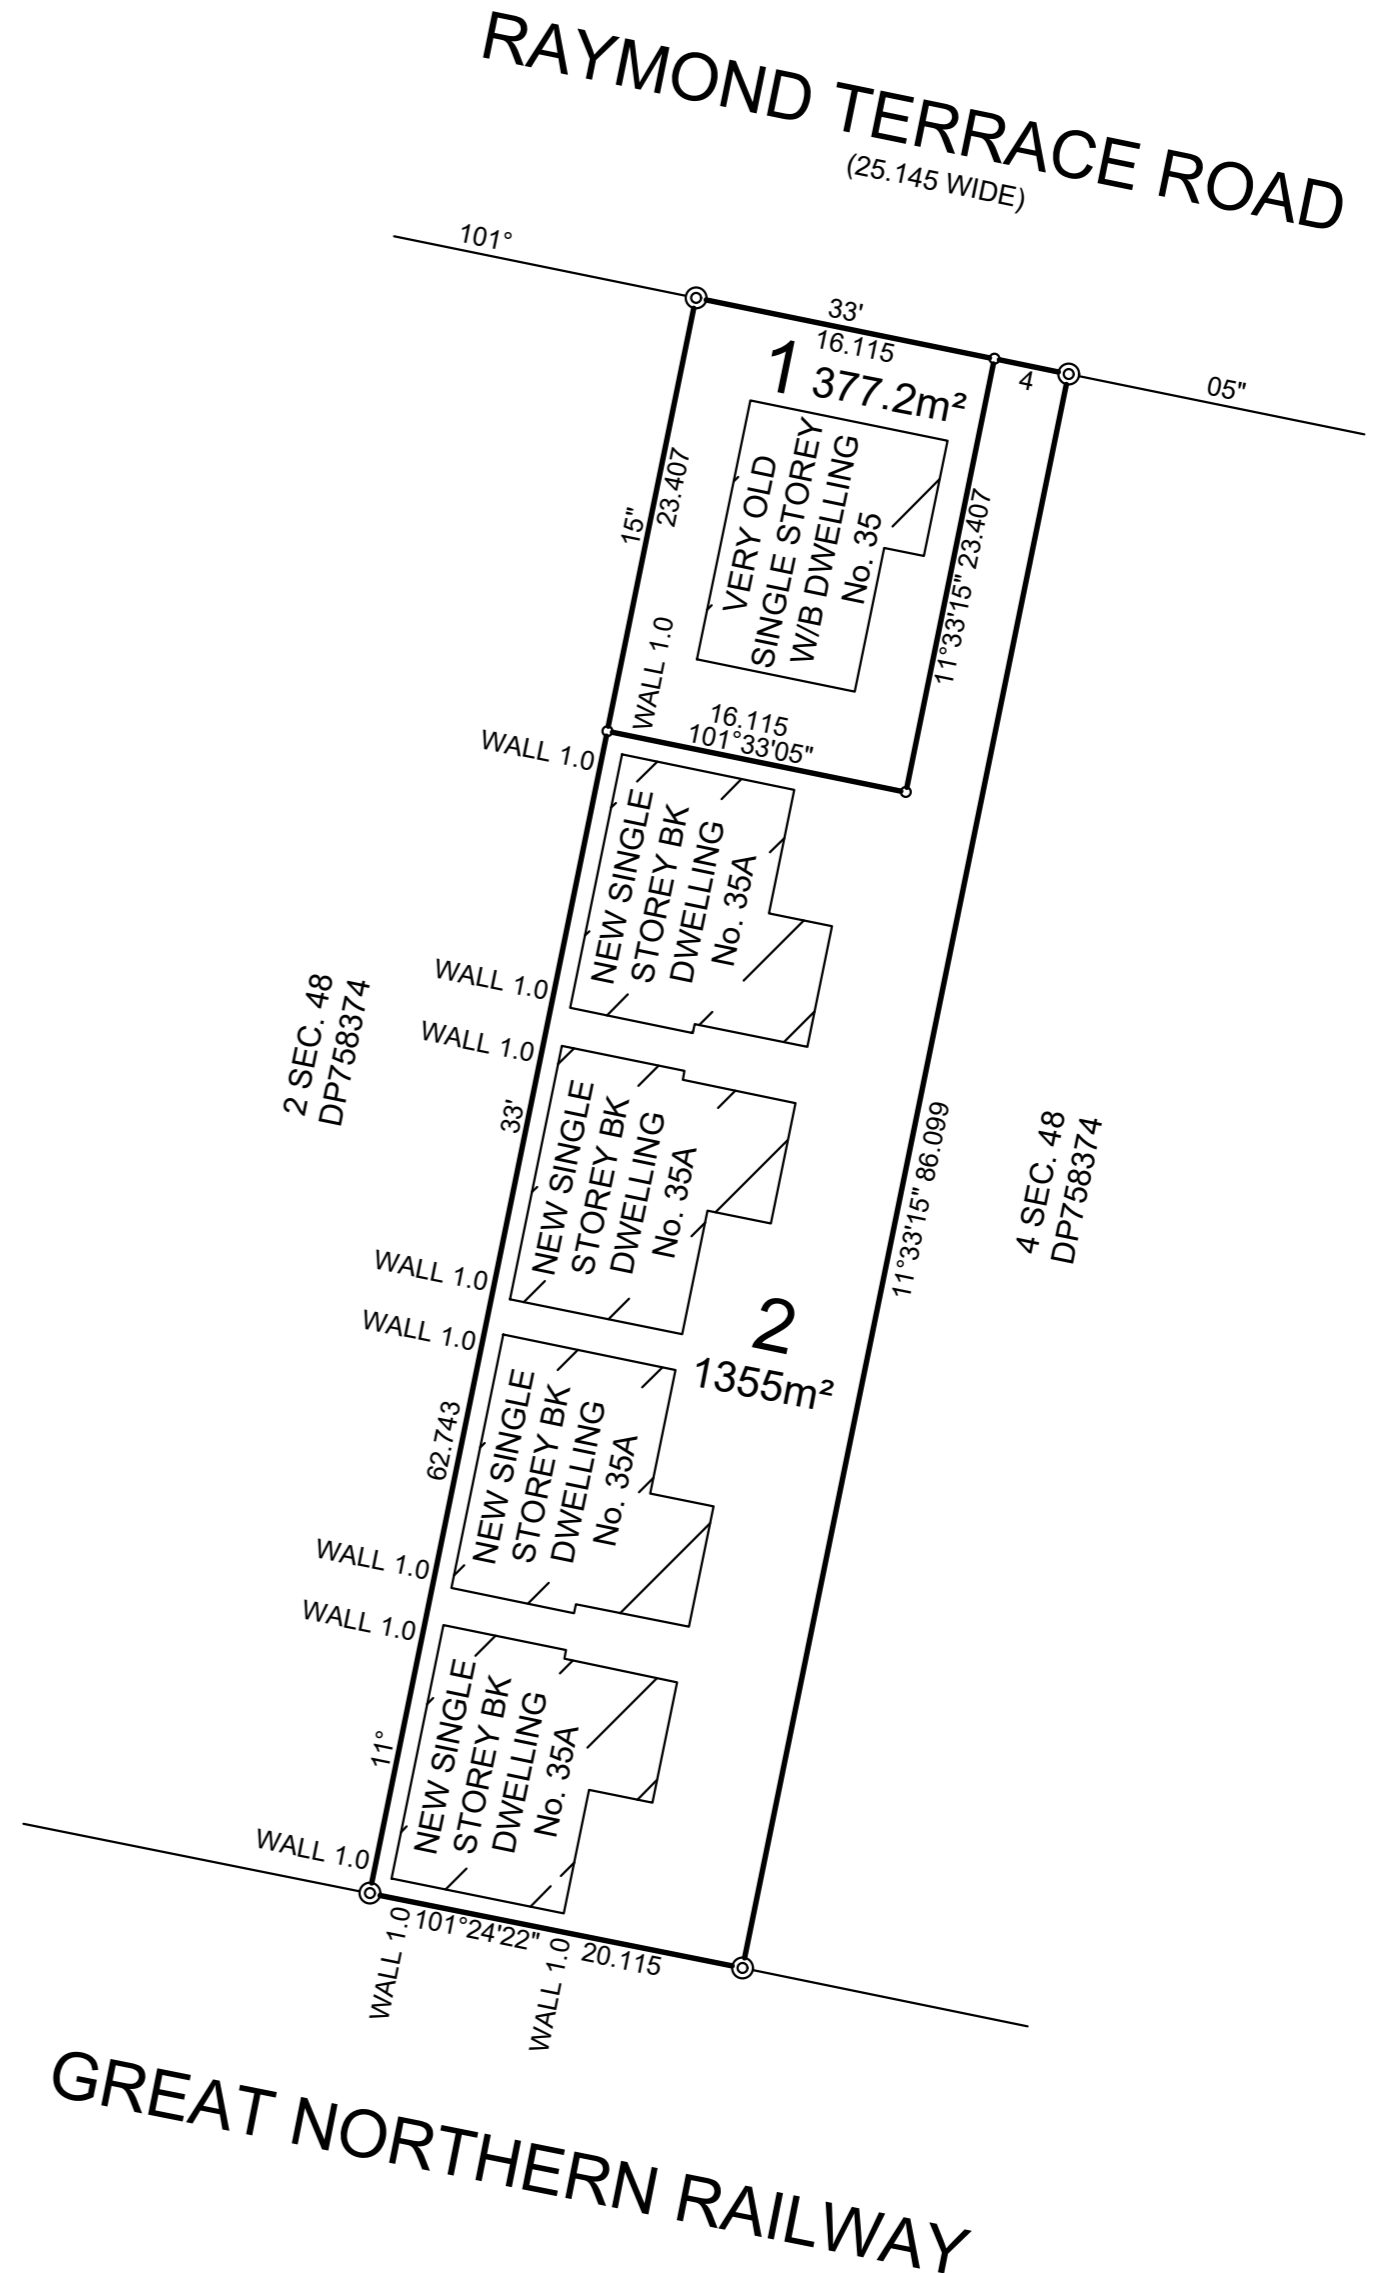 RAYMOND TERRACE ROAD
(25.145 WIDE)
101°
33'
16.115
4
05"
1
377.2m²
VERY OLD
SINGLE STOREY
W/B DWELLING
No. 35
15"
23.407
11°33'15" 23.407
WALL 1.0
16.115
101°33'05"
WALL 1.0
NEW SINGLE
STOREY BK
DWELLING
No. 35A
WALL 1.0
WALL 1.0
2 SEC. 48
DP758374
33'
NEW SINGLE
STOREY BK
DWELLING
No. 35A
11°33'15" 86.099
4 SEC. 48
DP758374
WALL 1.0
WALL 1.0
2
1355m²
62.743
NEW SINGLE
STOREY BK
DWELLING
No. 35A
WALL 1.0
WALL 1.0
11°
NEW SINGLE
STOREY BK
DWELLING
No. 35A
WALL 1.0
WALL 1.0
101°24'22"
WALL 1.0
20.115
GREAT NORTHERN RAILWAY